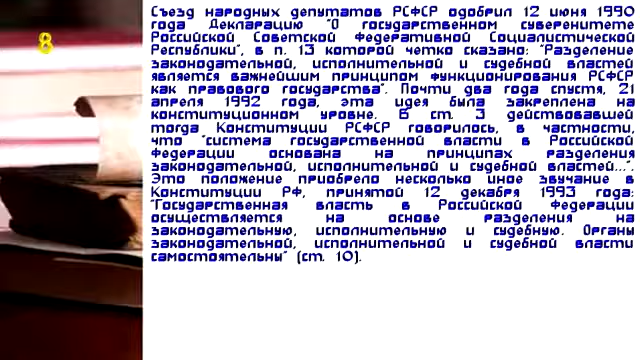 8
Съезд народных депутатов РСФСР одобрил 12 июня 1990
года Декларацию "О государственном суверенитете
Российской Советской Федеративной Социалистической
Республики", в п. 13 которой четко сказано: "Разделение
законодательной, исполнительной и судебной властей
является важнейшим принципом функционирования РСФСР
как правового государства". Почти два года спустя, 21
апреля 1992 года, эта идея была закреплена на
конституционном уровне. В ст. 3 действовавшей
тогда Конституции РСФСР говорилось, в частности,
что "система государственной власти в Российской
Федерации основана на принципах разделения
законодательной, исполнительной и судебной властей...".
Это положение приобрело несколько иное звучание в
Конституции РФ, принятой 12 декабря 1993 года:
"Государственная власть в Российской Федерации
осуществляется на основе разделения на
законодательную, исполнительную и судебную. Органы
законодательной, исполнительной и судебной власти
самостоятельны" (ст. 10).